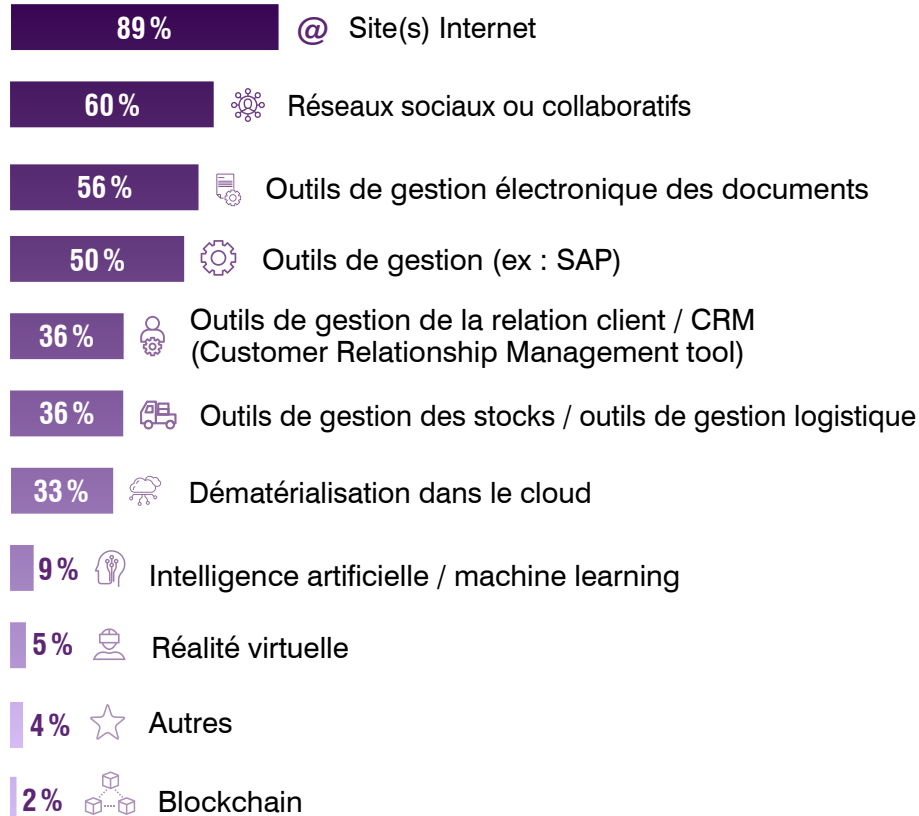 89 % @ Site(s) Internet
60 % Réseaux sociaux ou collaboratifs
56 % Outils de gestion électronique des documents
50 % Outils de gestion (ex : SAP)
36 % Outils de gestion de la relation client / CRM
(Customer Relationship Management tool)
36 % Outils de gestion des stocks / outils de gestion logistique
33 % Dématérialisation dans le cloud
9 % Intelligence artificielle / machine learning
5 % Réalité virtuelle
4 % Autres
2 % Blockchain